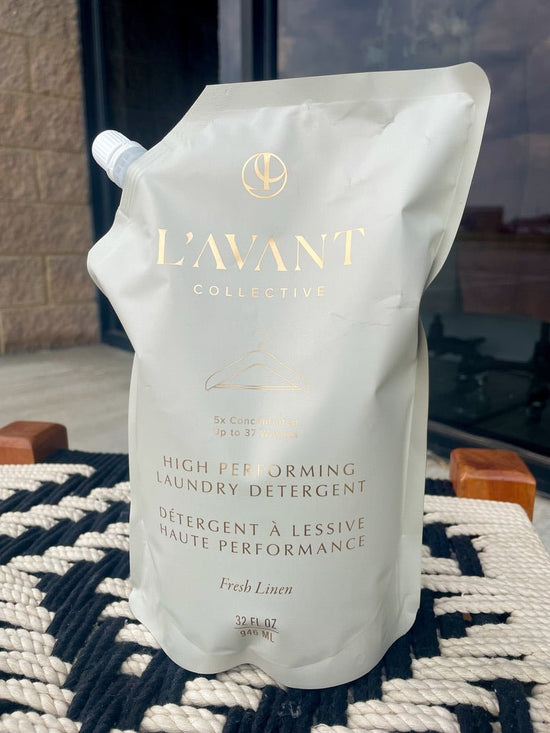 L'AVANT
COLLECTIVE
5x Concentrated
Up to 37 Washes
HIGH PERFORMING
LAUNDRY DETERGENT
DÉTERGENT À LESSIVE
HAUTE PERFORMANCE
Fresh Linen
32 FL OZ
946 ML